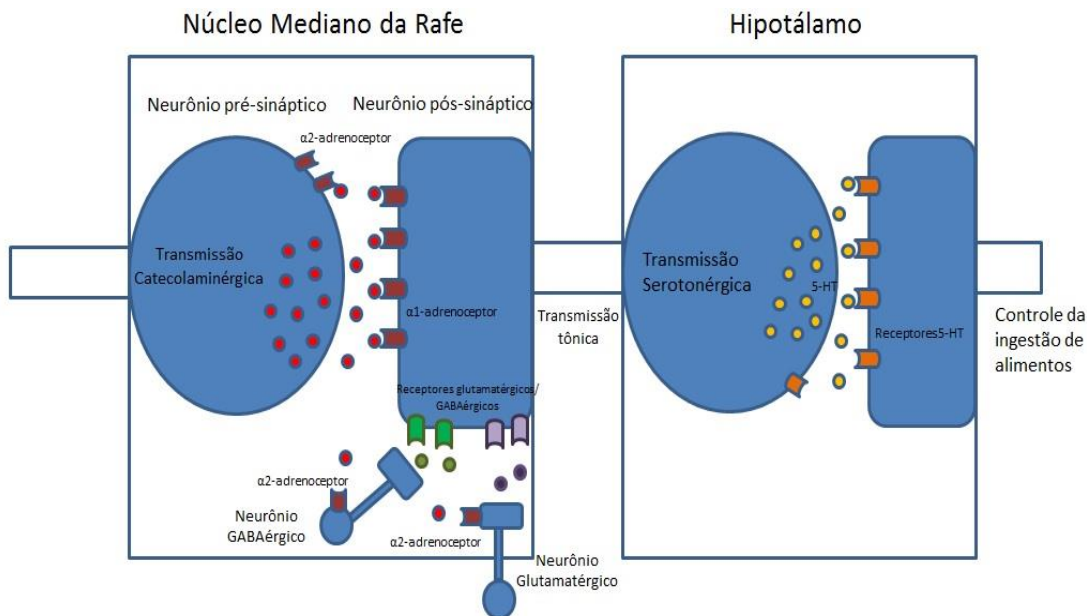 Núcleo Mediano da Rafe
Hipotálamo
Neurônio pré-sináptico
Neurônio pós-sináptico
α2-adrenoceptor
Transmissão
Catecolaminérgica
α1-adrenoceptor
Receptores glutamatérgicos/
GABAérgicos
α2-adrenoceptor
Neurônio
GABAérgico
α2-adrenoceptor
Neurônio
Glutamatérgico
Transmissão
tônica
Transmissão
Serotonérgica
5-HT
Receptores5-HT
Controle da
ingestão de
alimentos